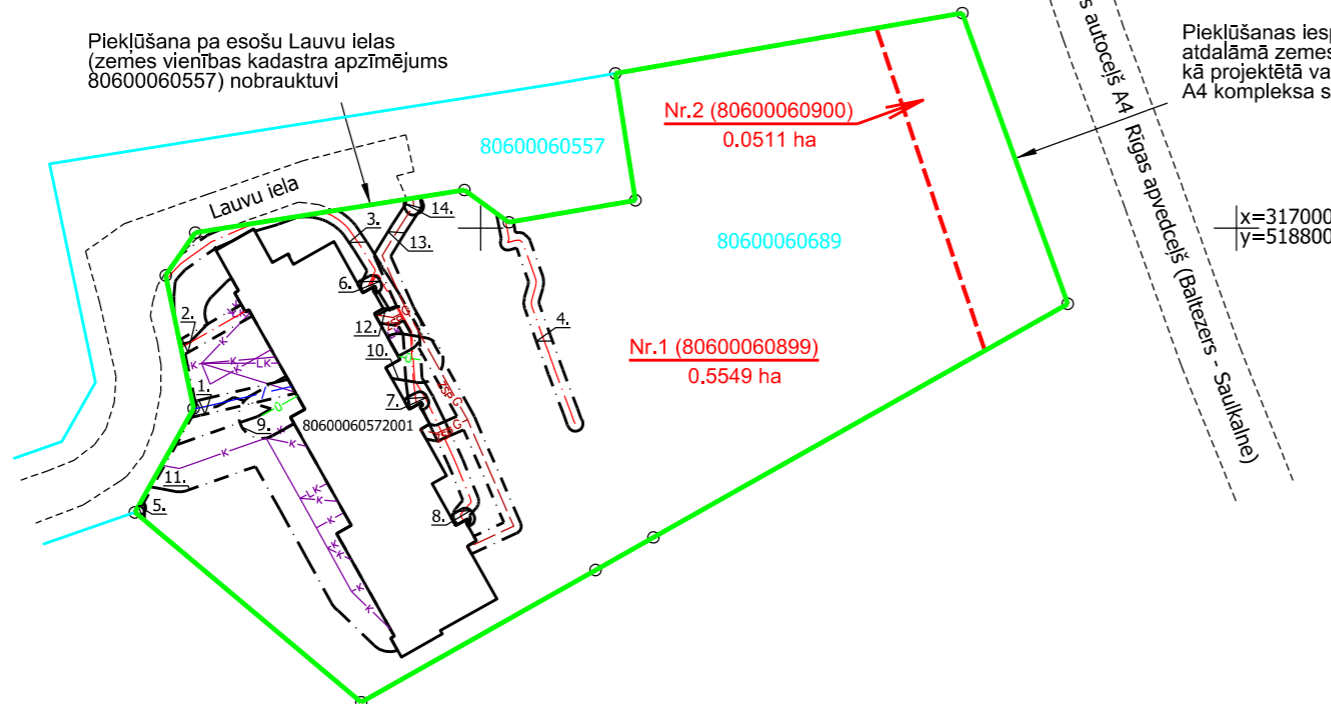 Piekļūšana pa esošu Lauvu ielas
(zemes vienības kadastra apzīmējums
80600060557) nobrauktuvi
Piekļūšanas iesp
atdalāmā zemes
kā projektētā va
A4 kompleksa s
s autoceļš A4 Rīgas apvedceļš (Baltezers - Saulkalne)
Nr.2 (80600060900)
0.0511 ha
80600060557
Lauvu iela
80600060689
x=317000
y=518800
Nr.1 (80600060899)
0.5549 ha
80600060572001
1.
2.
3.
4.
5.
6.
7.
8.
9.
10.
11.
12.
13.
14.